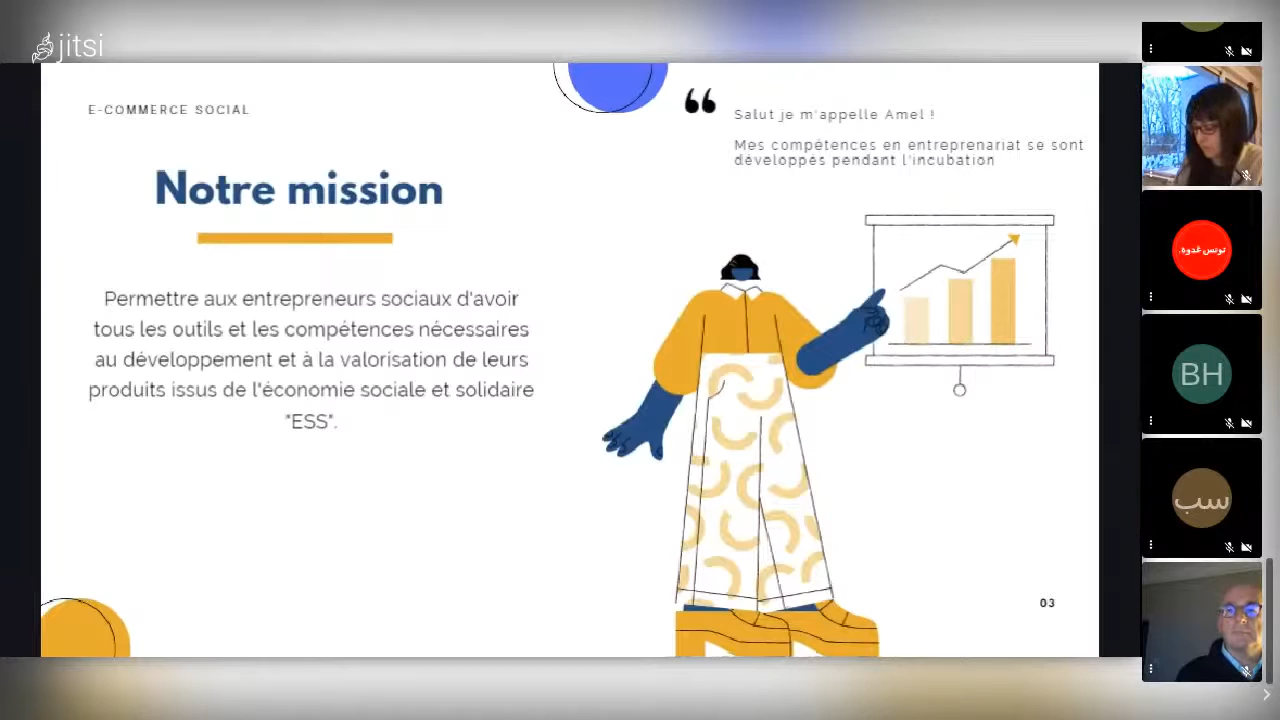 jitsi
E-COMMERCE SOCIAL
Notre mission
Permettre aux entrepreneurs sociaux d'avoir
tous les outils et les compétences nécessaires
au développement et à la valorisation de leurs
produits issus de l'économie sociale et solidaire
"ESS".
Salut je m'appelle Amel !
Mes compétences en entreprenariat se sont
développés pendant l'incubation
03
تونس غدوة.
BH
سب